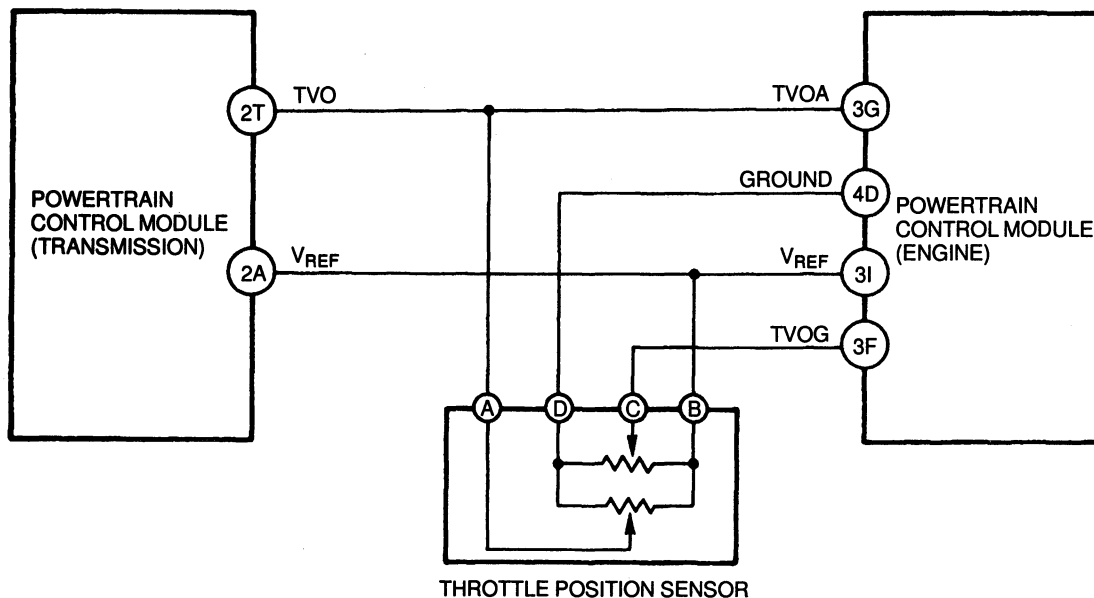 2T
TVO
TVOA
3G
POWERTRAIN
CONTROL MODULE
(TRANSMISSION)
GROUND
4D
POWERTRAIN
CONTROL MODULE
(ENGINE)
2A
VREF
VREF
3I
TVOG
3F
A
D
C
B
THROTTLE POSITION SENSOR